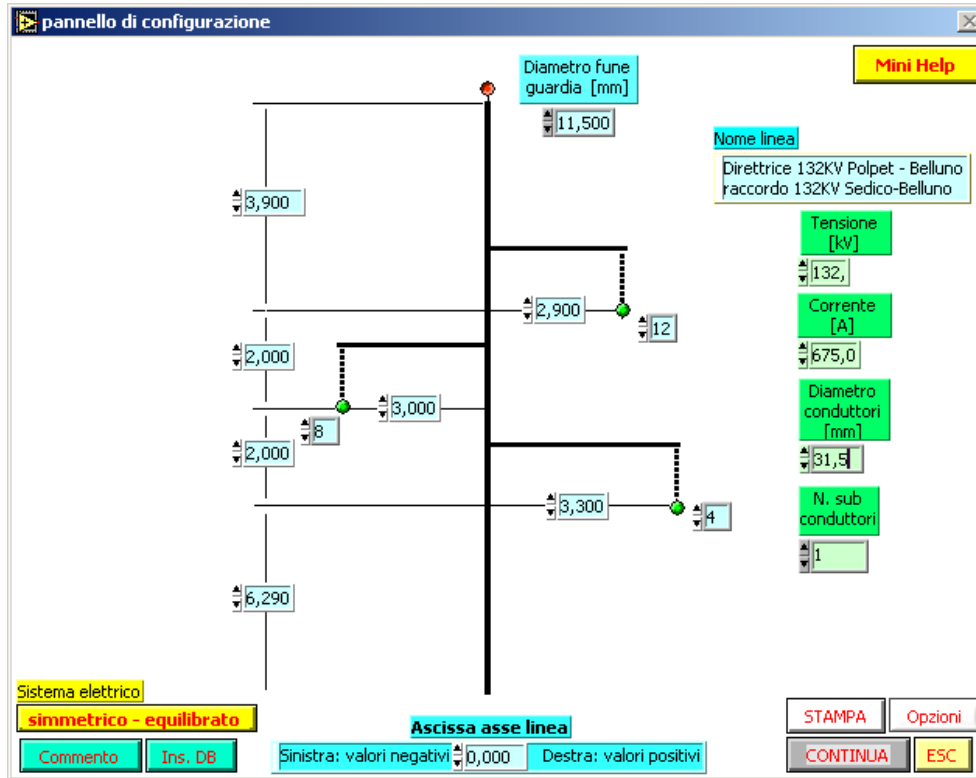 pannello di configurazione
Mini Help
Diametro fune
guardia [mm]
11,500
Nome linea
Direttrice 132KV Polpet - Belluno
raccordo 132KV Sedico-Belluno
3,900
Tensione
[kV]
132,
2,900
12
Corrente
[A]
675,0
2,000
3,000
8
Diametro
conduttori
[mm]
31,5
2,000
3,300
4
N. sub
conduttori
1
6,290
Sistema elettrico
simmetrico - equilibrato
Commento
Ins. DB
Ascissa asse linea
Sinistra: valori negativi 0,000 Destra: valori positivi
STAMPA
Opzioni
CONTINUA
ESC